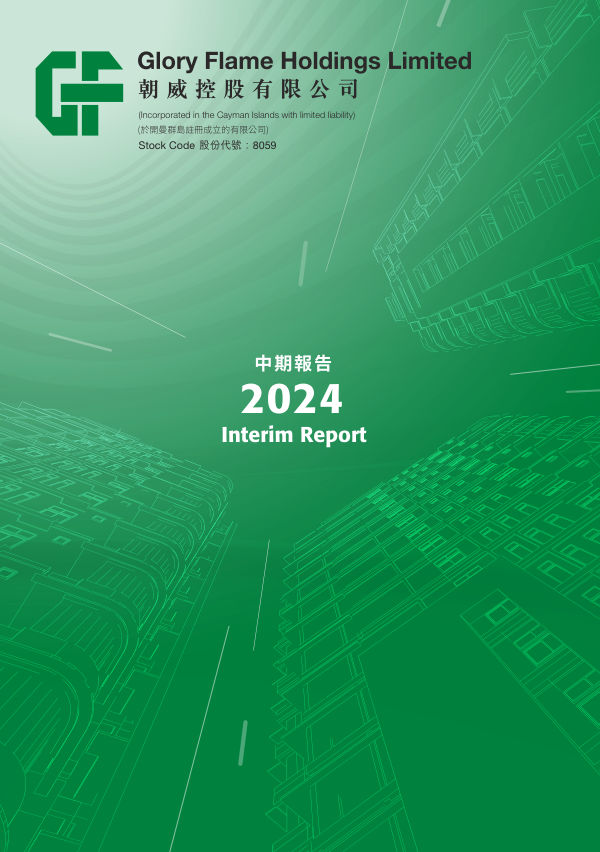 GF
Glory Flame Holdings Limited
朝威控股有限公司
(Incorporated in the Cayman Islands with limited liability)
(於開曼群島註冊成立的有限公司)
Stock Code 股份代號：8059
中期報告
2024
Interim Report